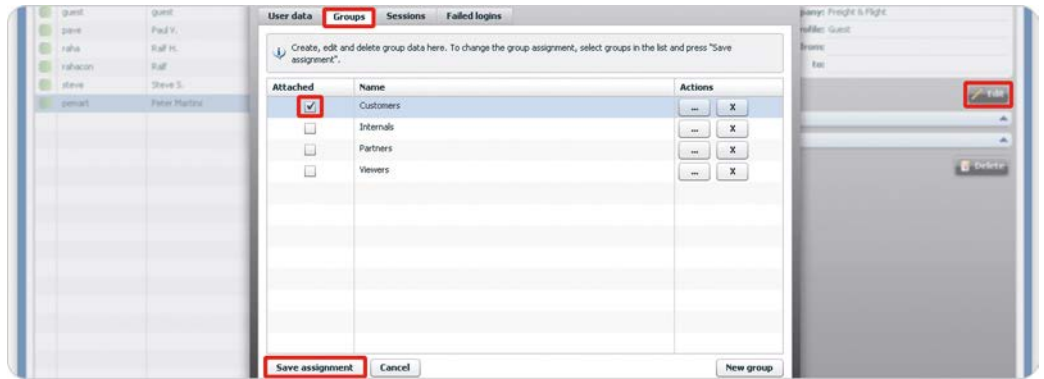 guest guest
pave Paul V.
raha Ralf H.
rahacon Ralf
steve Steve S.
pemart Peter Martins
User data Groups Sessions Failed logins
Create, edit and delete group data here. To change the group assignment, select groups in the list and press "Save
assignment".
Attached Name Actions
Customers ... X
Internals ... X
Partners ... X
Viewers ... X
Save assignment Cancel New group
pany: Freight & Flight
rofile: Guest
from:
to:
Edit
Delete